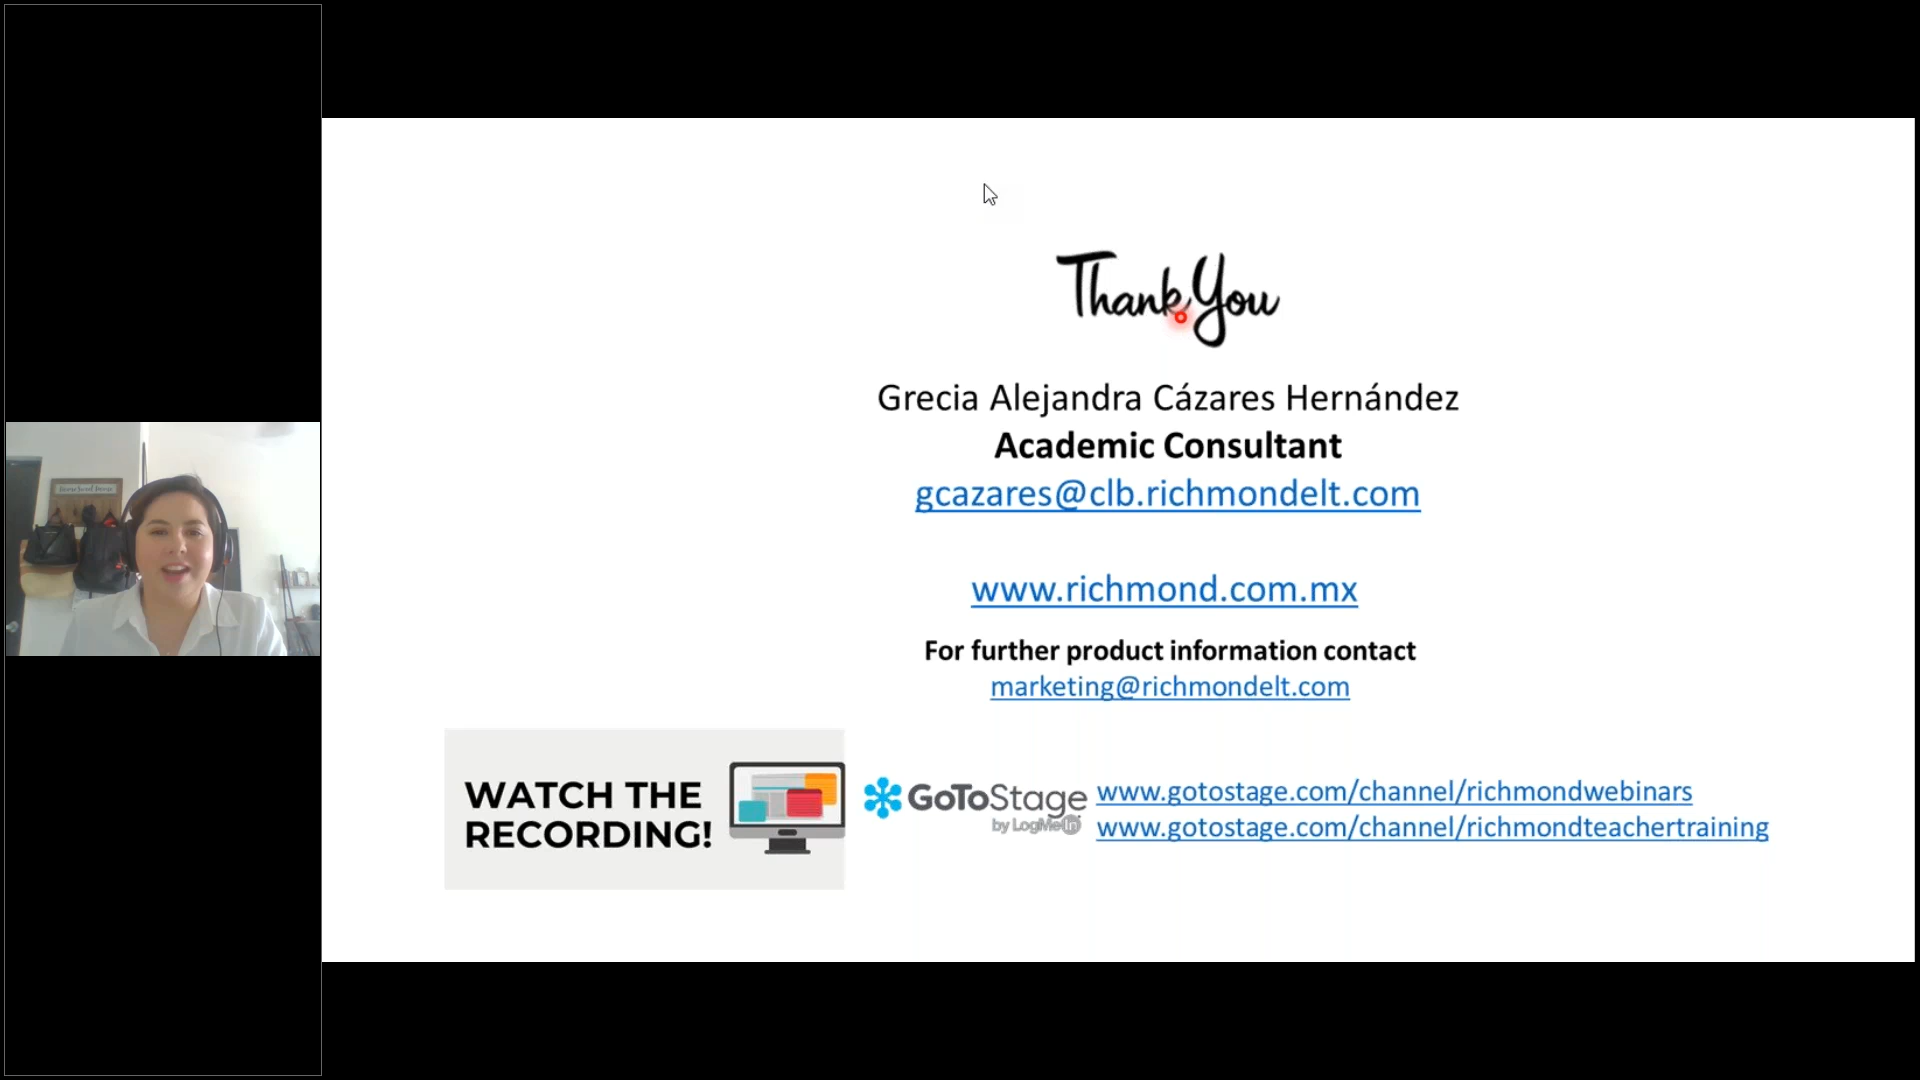 Thank You
Grecia Alejandra Cázares Hernández
Academic Consultant
gcazares@clb.richmondelt.com
www.richmond.com.mx
For further product information contact
marketing@richmondelt.com
WATCH THE
RECORDING!
GoToStage
by LogMeIn
www.gotostage.com/channel/richmondwebinars
www.gotostage.com/channel/richmondteachertraining